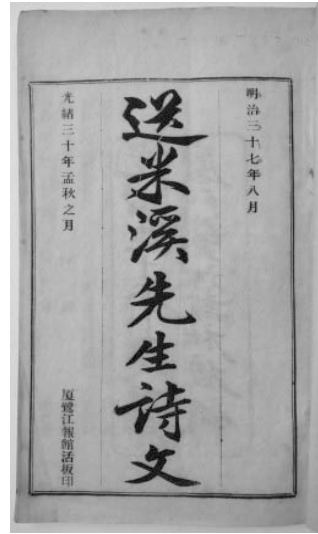 明治三十七年八月
送米溪先生詩文
光緒三十年孟秋之月
厦鷺江報館活板印